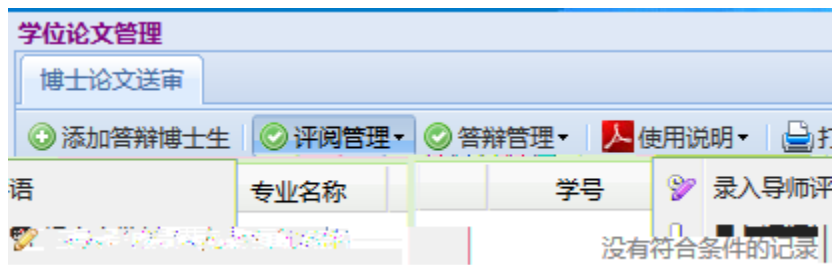 学位论文管理
博士论文送审
添加答辩博士生 评阅管理 答辩管理 使用说明 打
语 专业名称 学号 录入导师评
没有符合条件的记录